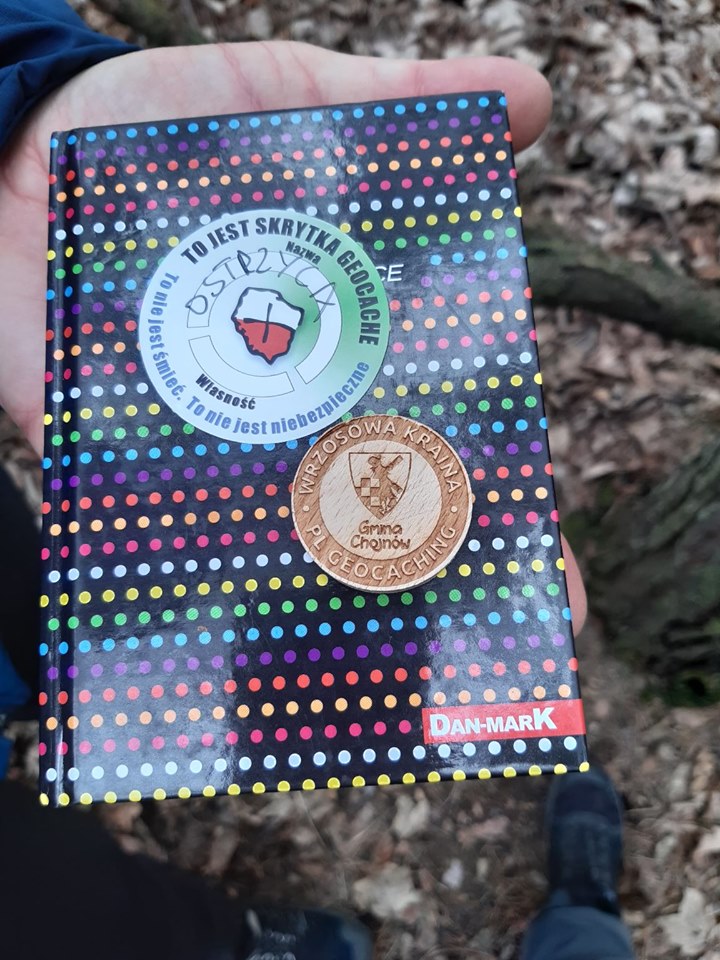 TO JEST SKRYTKA GEOCACHE
Nazwa
OSTRZYCA
Własność
To nie jest śmieć. To nie jest niebezpieczne
CE
• WRZOSOWA KRAINA •
Gmina
Chojnów
PL GEOCACHING
DAN-MARK